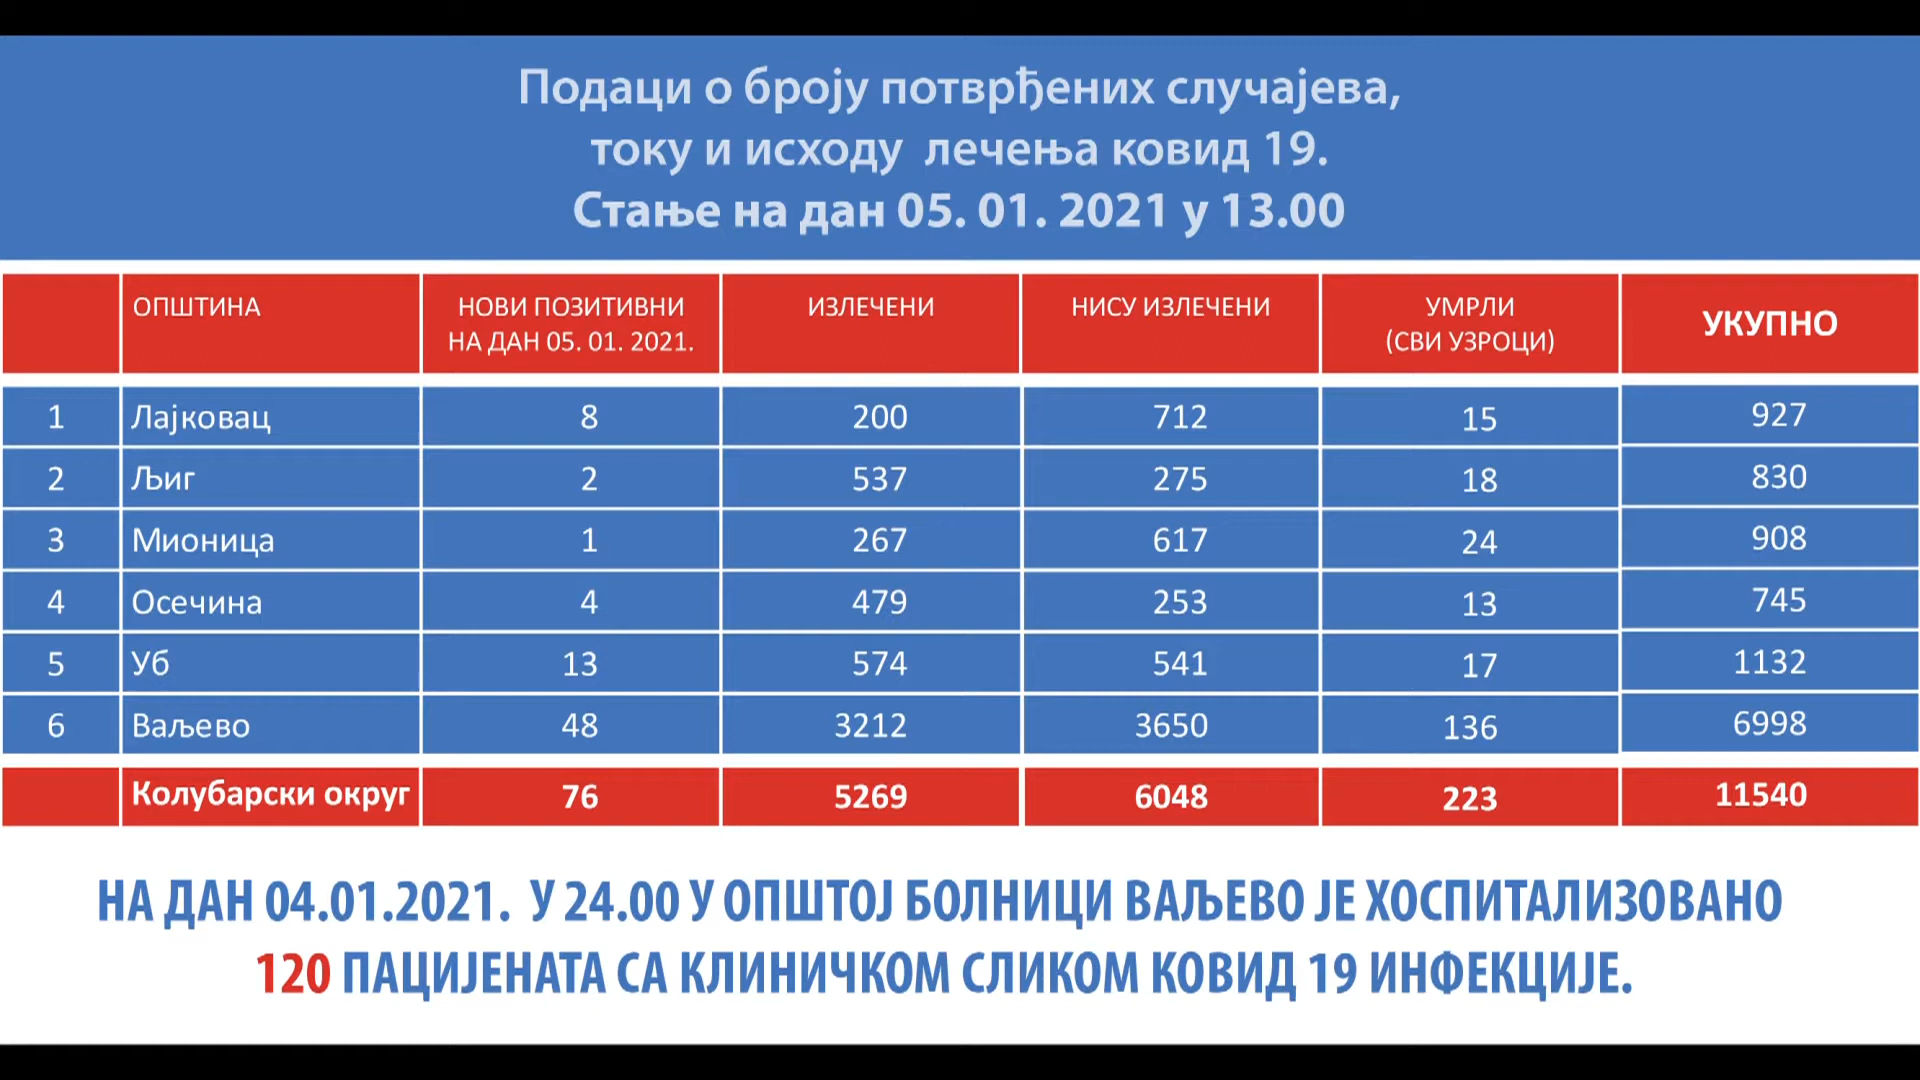 Подаци о броју потврђених случајева,
току и исходу лечења ковид 19.
Стање на дан 05. 01. 2021 у 13.00
ОПШТИНА НОВИ ПОЗИТИВНИ НА ДАН 05. 01. 2021. ИЗЛЕЧЕНИ НИСУ ИЗЛЕЧЕНИ УМРЛИ (СВИ УЗРОЦИ) УКУПНО
1 Лајковац 8 200 712 15 927
2 Љиг 2 537 275 18 830
3 Мионица 1 267 617 24 908
4 Осечина 4 479 253 13 745
5 Уб 13 574 541 17 1132
6 Ваљево 48 3212 3650 136 6998
Колубарски округ 76 5269 6048 223 11540
НА ДАН 04.01.2021. У 24.00 У ОПШТОЈ БОЛНИЦИ ВАЉЕВО ЈЕ ХОСПИТАЛИЗОВАНО
120 ПАЦИЈЕНАТА СА КЛИНИЧКОМ СЛИКОМ КОВИД 19 ИНФЕКЦИЈЕ.